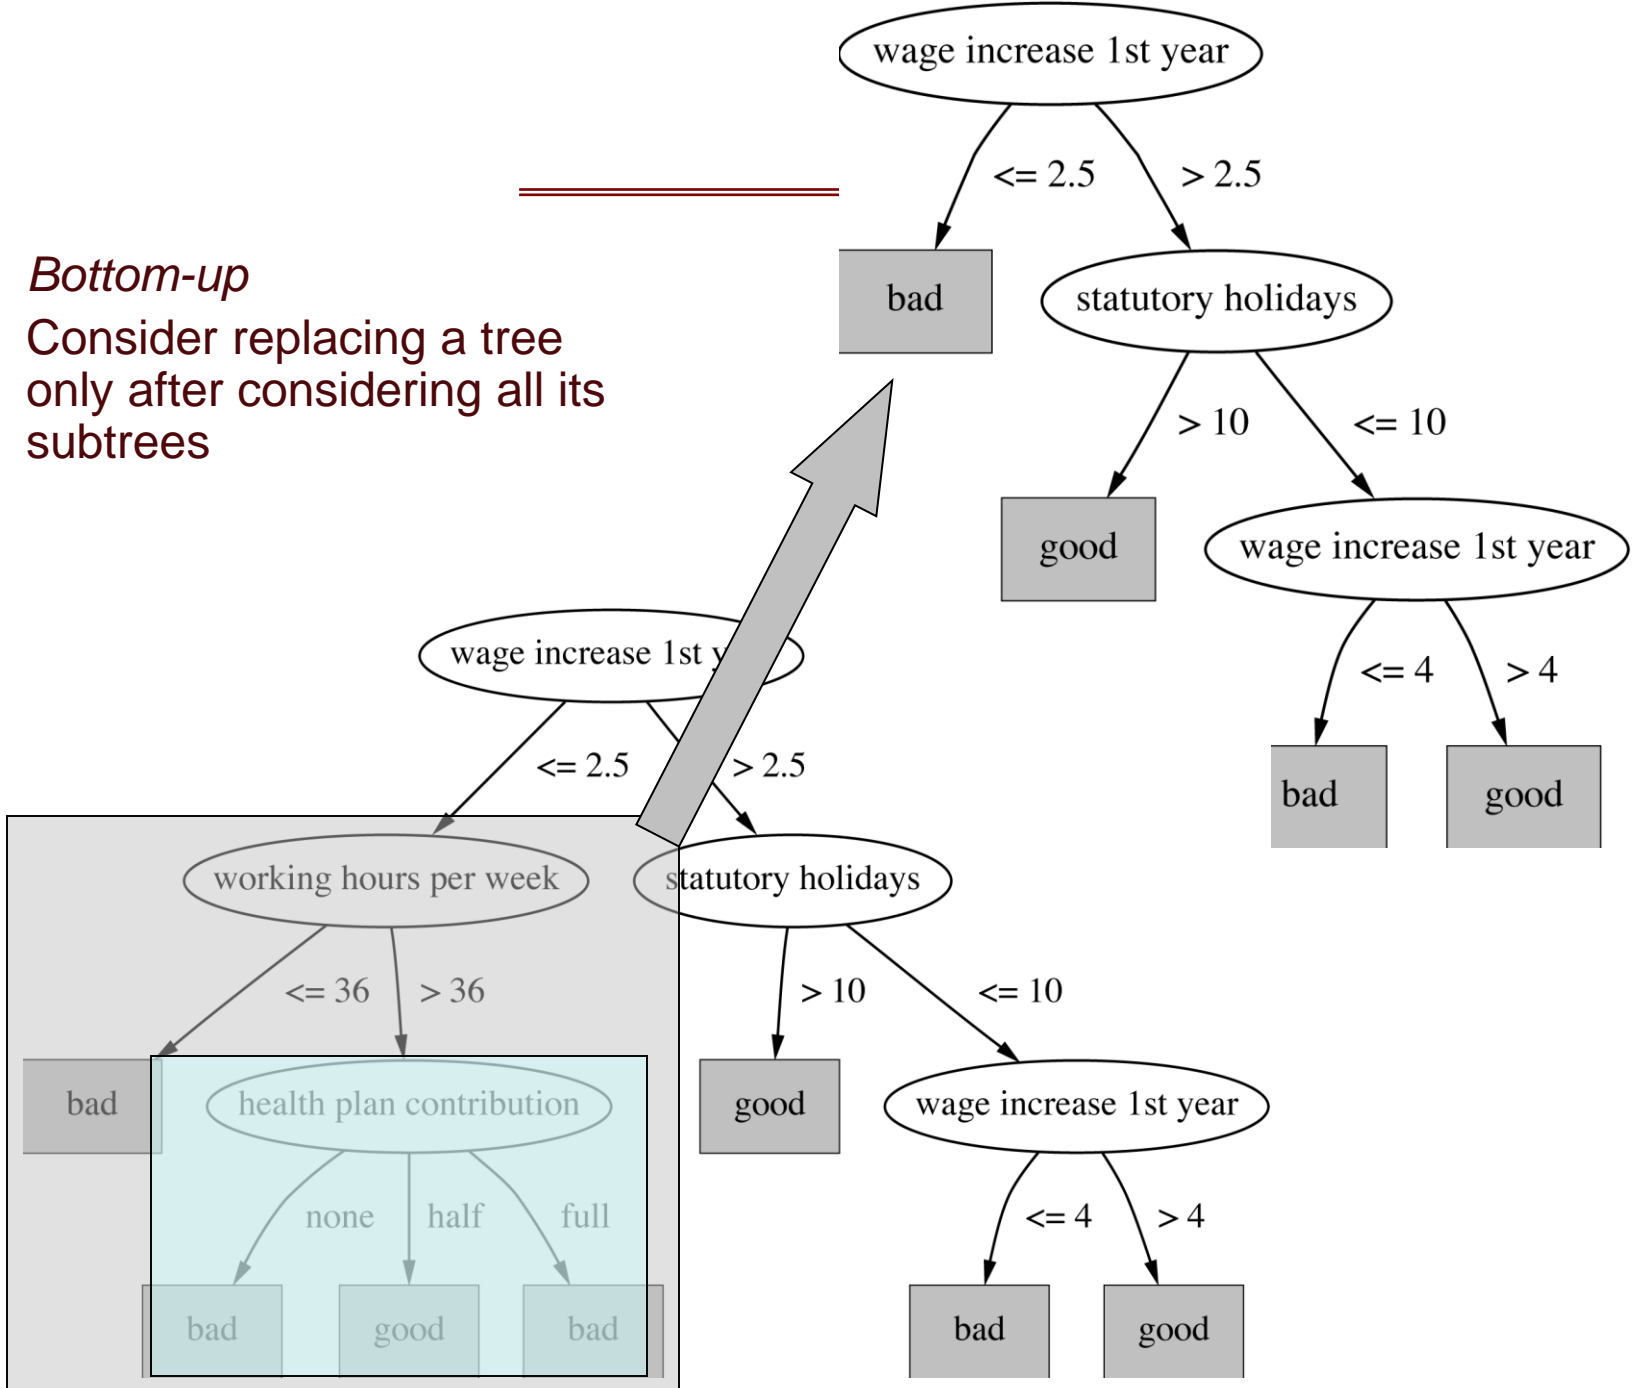 wage increase 1st year
<= 2.5
> 2.5
Bottom-up
Consider replacing a tree
only after considering all its
subtrees
bad
statutory holidays
> 10
<= 10
good
wage increase 1st year
<= 4
> 4
bad
good
wage increase 1st y
<= 2.5
> 2.5
working hours per week
statutory holidays
<= 36
> 36
> 10
<= 10
bad
health plan contribution
good
wage increase 1st year
none
half
full
<= 4
> 4
bad
good
bad
bad
good